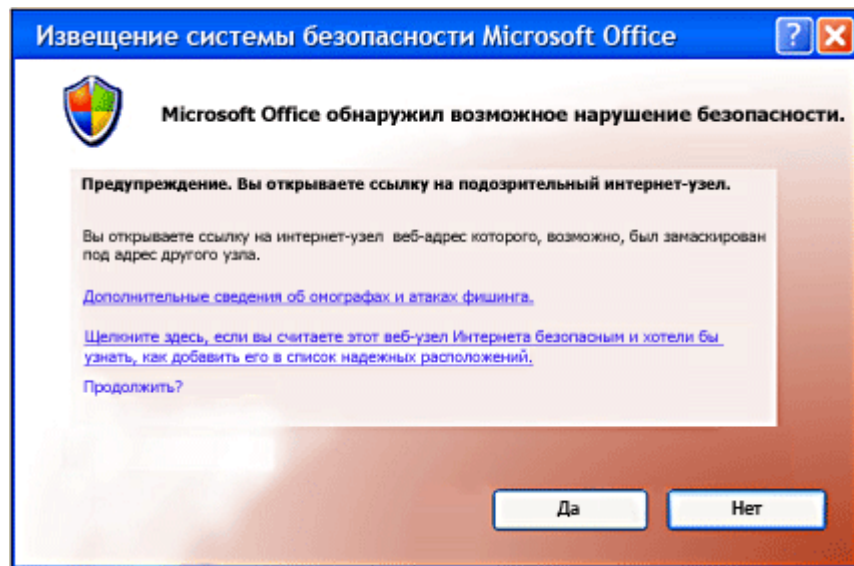 Извещение системы безопасности Microsoft Office
Microsoft Office обнаружил возможное нарушение безопасности.
Предупреждение. Вы открываете ссылку на подозрительный интернет-узел.
Вы открываете ссылку на интернет-узел веб-адрес которого, возможно, был замаскирован
под адрес другого узла.
Дополнительные сведения об омографах и атаках фишинга.
Щелкните здесь, если вы считаете этот веб-узел Интернета безопасным и хотели бы
узнать, как добавить его в список надежных расположений.
Продолжить?
Да Нет